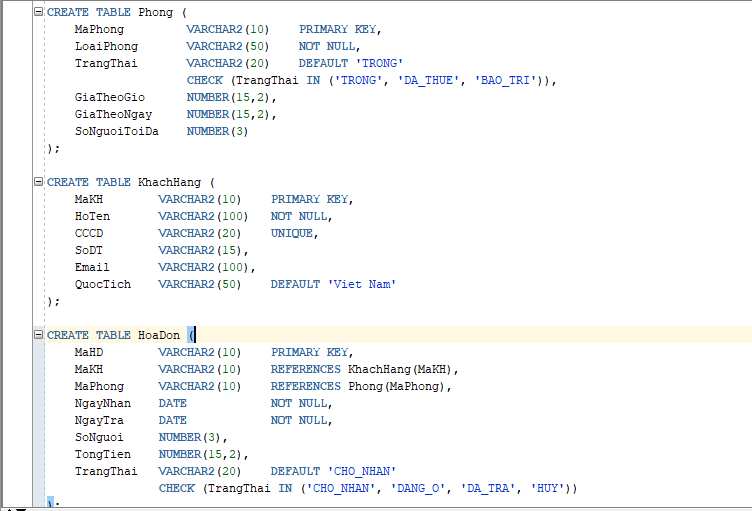 CREATE TABLE Phong (
MaPhong VARCHAR2(10) PRIMARY KEY,
LoaiPhong VARCHAR2(50) NOT NULL,
TrangThai VARCHAR2(20) DEFAULT 'TRONG'
CHECK (TrangThai IN ('TRONG', 'DA_THUE', 'BAO_TRI')),
GiaTheoGio NUMBER(15,2),
GiaTheoNgay NUMBER(15,2),
SoNguoiToiDa NUMBER(3)
);
CREATE TABLE KhachHang (
MaKH VARCHAR2(10) PRIMARY KEY,
HoTen VARCHAR2(100) NOT NULL,
CCCD VARCHAR2(20) UNIQUE,
SoDT VARCHAR2(15),
Email VARCHAR2(100),
QuocTich VARCHAR2(50) DEFAULT 'Viet Nam'
);
CREATE TABLE HoaDon (
MaHD VARCHAR2(10) PRIMARY KEY,
MaKH VARCHAR2(10) REFERENCES KhachHang(MaKH),
MaPhong VARCHAR2(10) REFERENCES Phong(MaPhong),
NgayNhan DATE NOT NULL,
NgayTra DATE NOT NULL,
SoNguoi NUMBER(3),
TongTien NUMBER(15,2),
TrangThai VARCHAR2(20) DEFAULT 'CHO_NHAN'
CHECK (TrangThai IN ('CHO_NHAN', 'DANG_O', 'DA_TRA', 'HUY'))
);